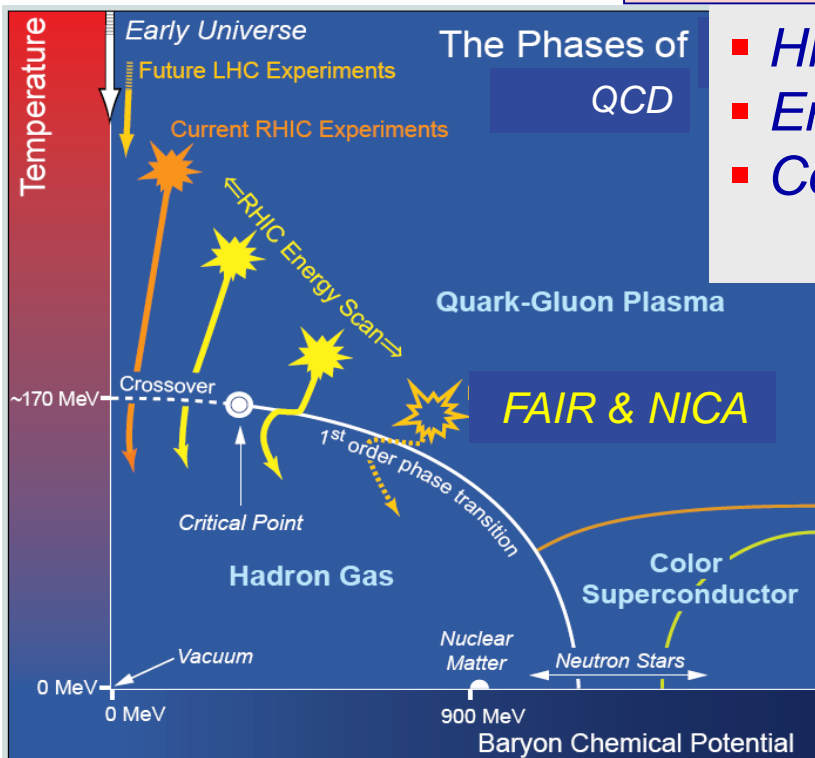 Temperature
Early Universe
The Phases of
QCD
Future LHC Experiments
Current RHIC Experiments
⇐RHIC Energy Scan⇒
Quark-Gluon Plasma
~170 MeV
Crossover
FAIR & NICA
1st order phase transition
Critical Point
Hadron Gas
Color
Superconductor
Vacuum
Nuclear
Matter
Neutron Stars
0 MeV
0 MeV
900 MeV
Baryon Chemical Potential